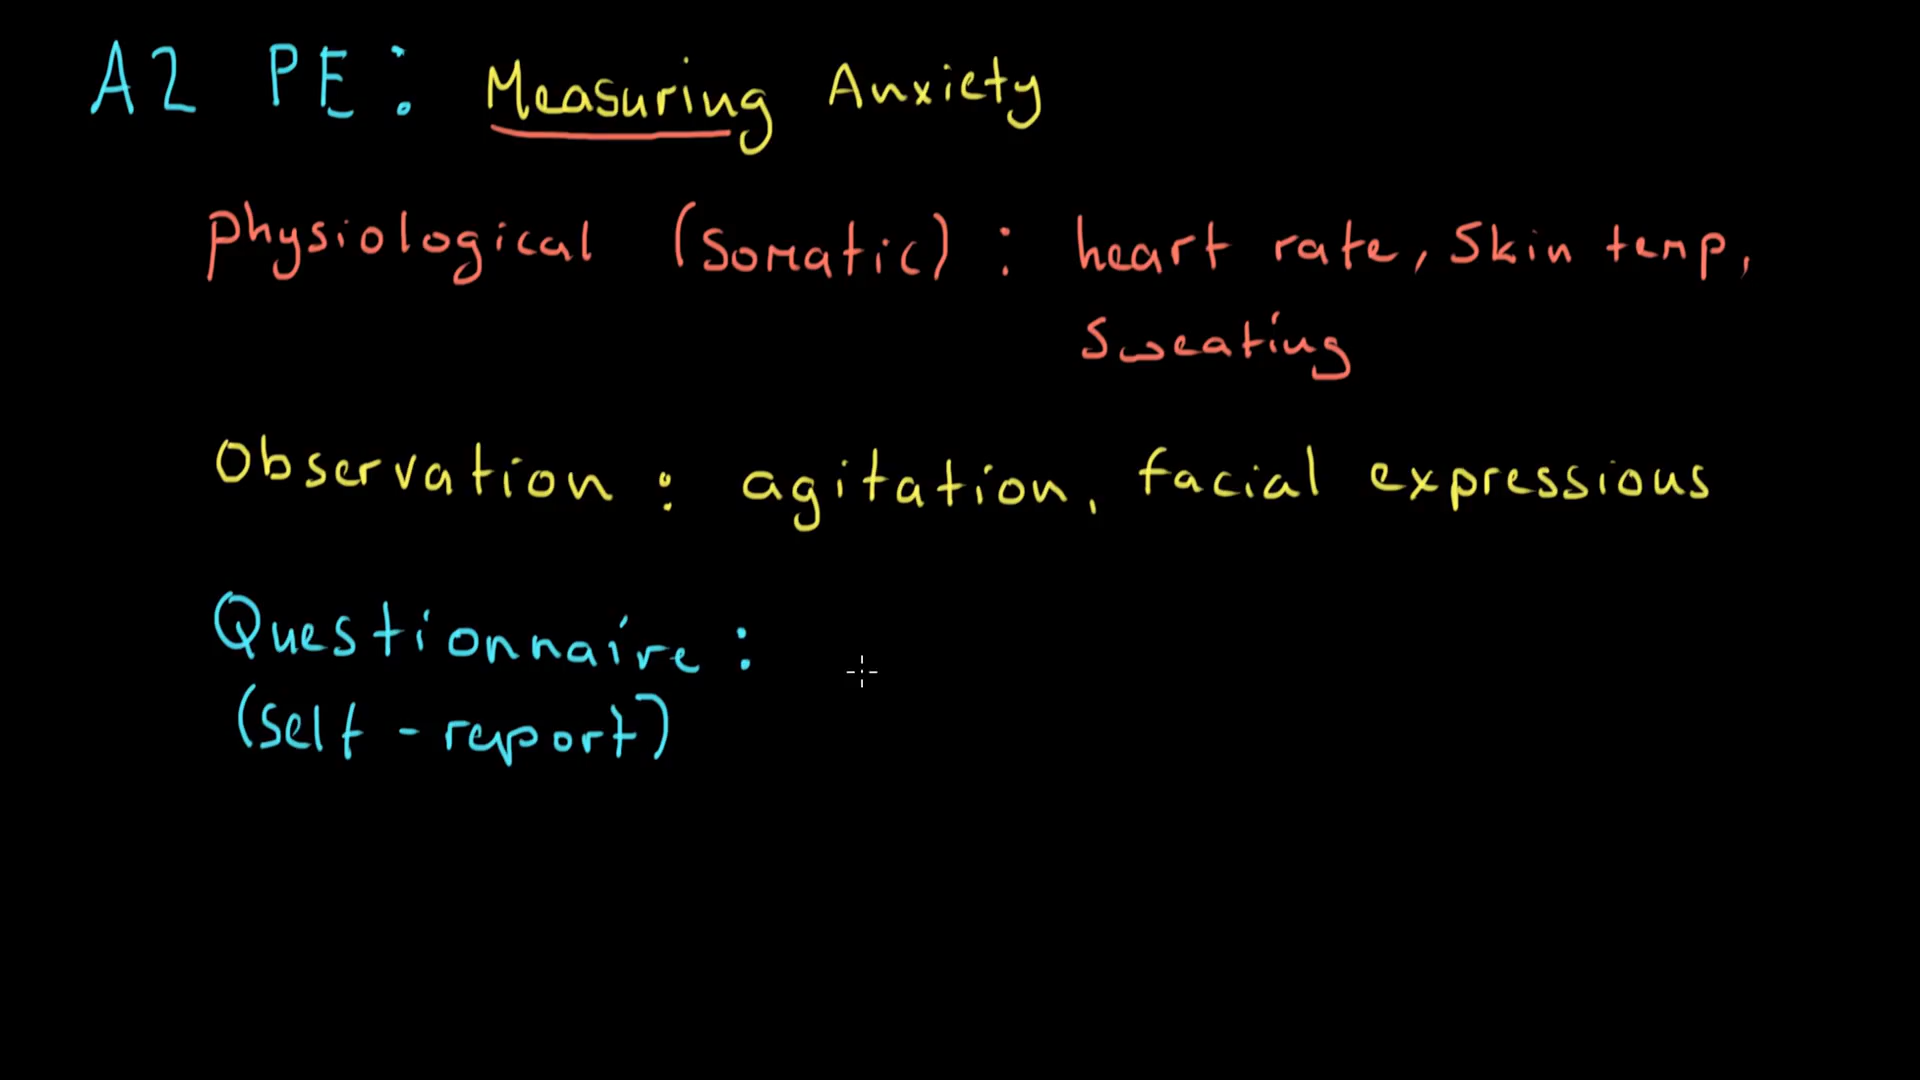 A2 PE: Measuring Anxiety
Physiological (Somatic) : heart rate, Skin temp,
Sweating
Observation : agitation, facial expressions
Questionnaire :
(self - report)